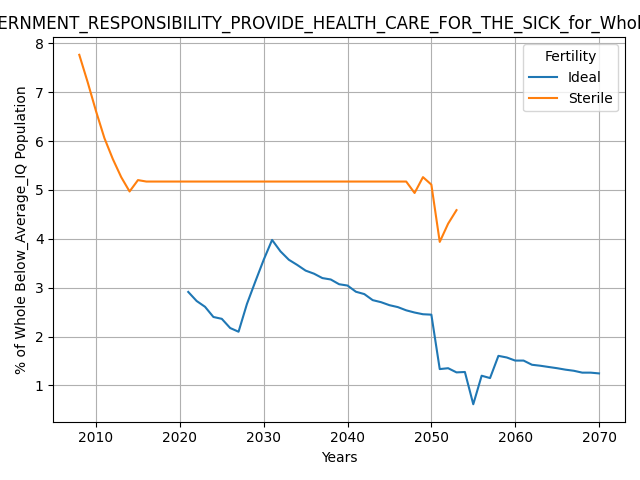 ERNMENT_RESPONSIBILITY_PROVIDE_HEALTH_CARE_FOR_THE_SICK_for_Whol
8
7
6
5
4
3
2
1
% of Whole Below_Average_IQ Population
Fertility
Ideal
Sterile
2010 2020 2030 2040 2050 2060 2070
Years